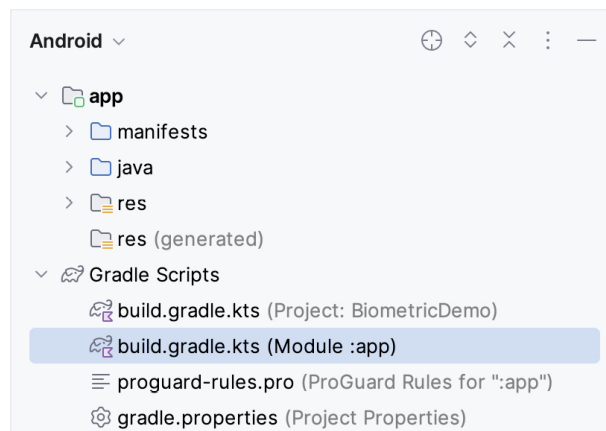 Android
app
manifests
java
res
res (generated)
Gradle Scripts
build.gradle.kts (Project: BiometricDemo)
build.gradle.kts (Module :app)
proguard-rules.pro (ProGuard Rules for ":app")
gradle.properties (Project Properties)